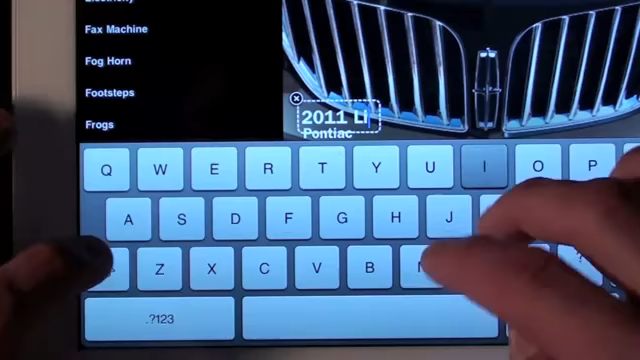 Fax Machine
Fog Horn
Footsteps
Frogs
2011 Li
Pontiac
Q W E R T Y U I O P
A S D F G H J
Z X C V B
.?123